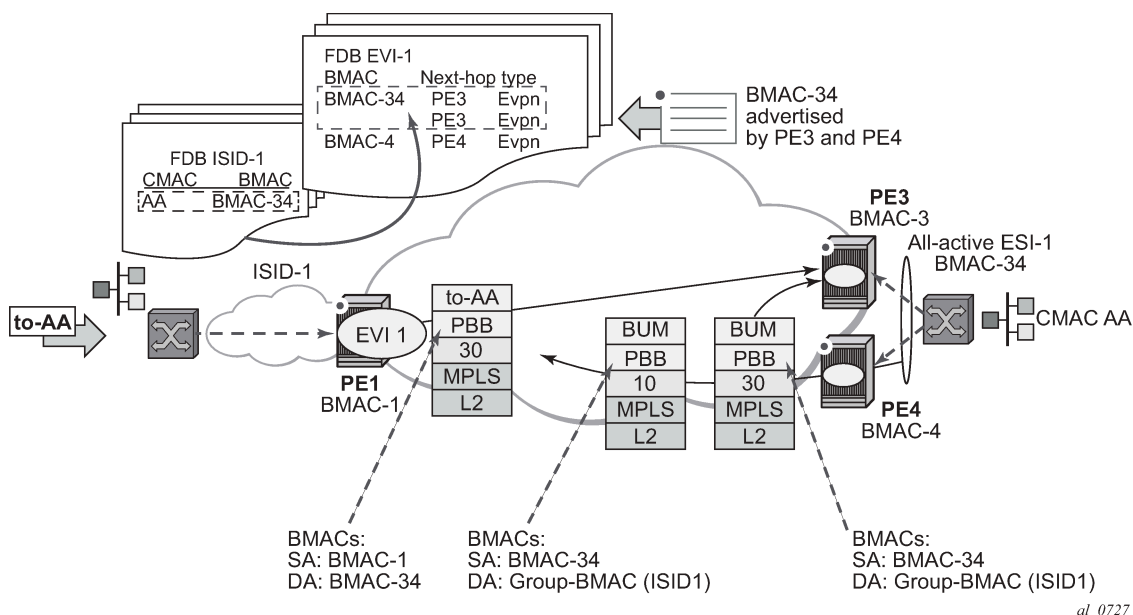 FDB EVI-1
BMAC Next-hop type
BMAC-34 PE3 Evpn
PE3 Evpn
BMAC-4 PE4 Evpn
BMAC-34
advertised
by PE3 and PE4
FDB ISID-1
CMAC BMAC
AA BMAC-34
PE3
BMAC-3
All-active ESI-1
BMAC-34
ISID-1
to-AA
EVI 1
PE1
BMAC-1
to-AA
PBB
30
MPLS
L2
BUM
PBB
10
MPLS
L2
BUM
PBB
30
MPLS
L2
CMAC AA
PE4
BMAC-4
BMACs:
SA: BMAC-1
DA: BMAC-34
BMACs:
SA: BMAC-34
DA: Group-BMAC (ISID1)
BMACs:
SA: BMAC-34
DA: Group-BMAC (ISID1)
al_0727